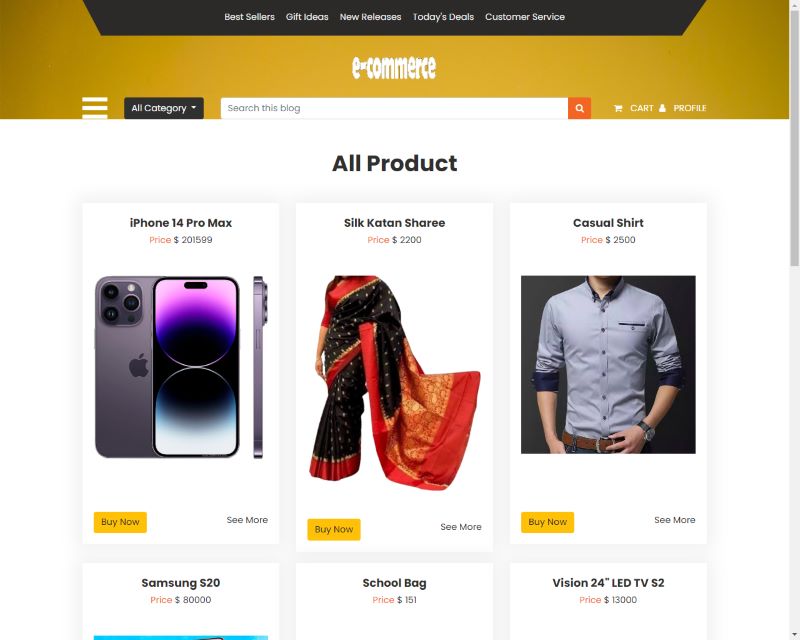 Best Sellers Gift Ideas New Releases Today's Deals Customer Service
e-commerce
All Category Search this blog CART PROFILE
All Product
iPhone 14 Pro Max Silk Katan Sharee Casual Shirt
Price $ 201599 Price $ 2200 Price $ 2500
Buy Now See More Buy Now See More Buy Now See More
Samsung S20 School Bag Vision 24" LED TV S2
Price $ 80000 Price $ 151 Price $ 13000